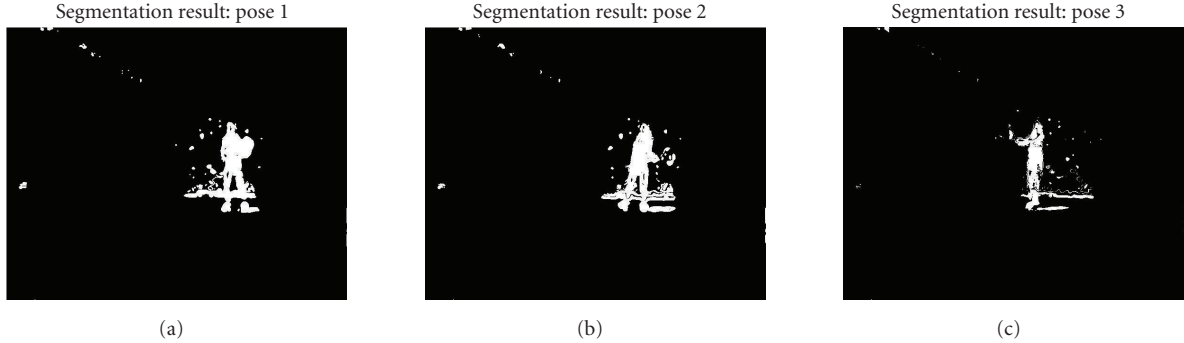 Segmentation result: pose 1
Segmentation result: pose 2
Segmentation result: pose 3
(a)
(b)
(c)